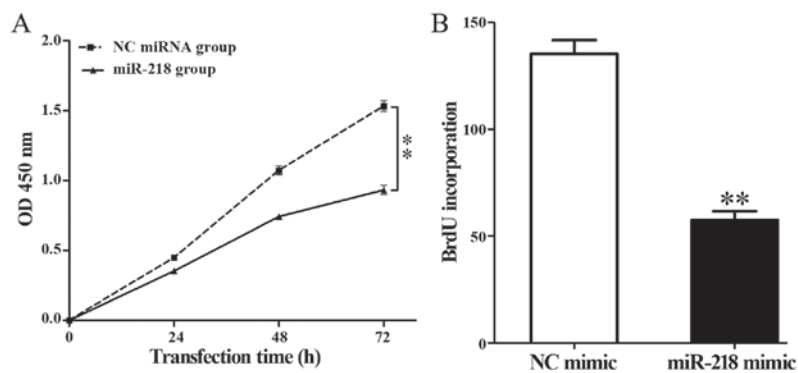 A
NC miRNA group
miR-218 group
OD 450 nm
2.0
1.5
1.0
0.5
0.0
0 24 48 72
Transfection time (h)
**
B
BrdU incorporation
150
100
50
0
**
NC mimic miR-218 mimic